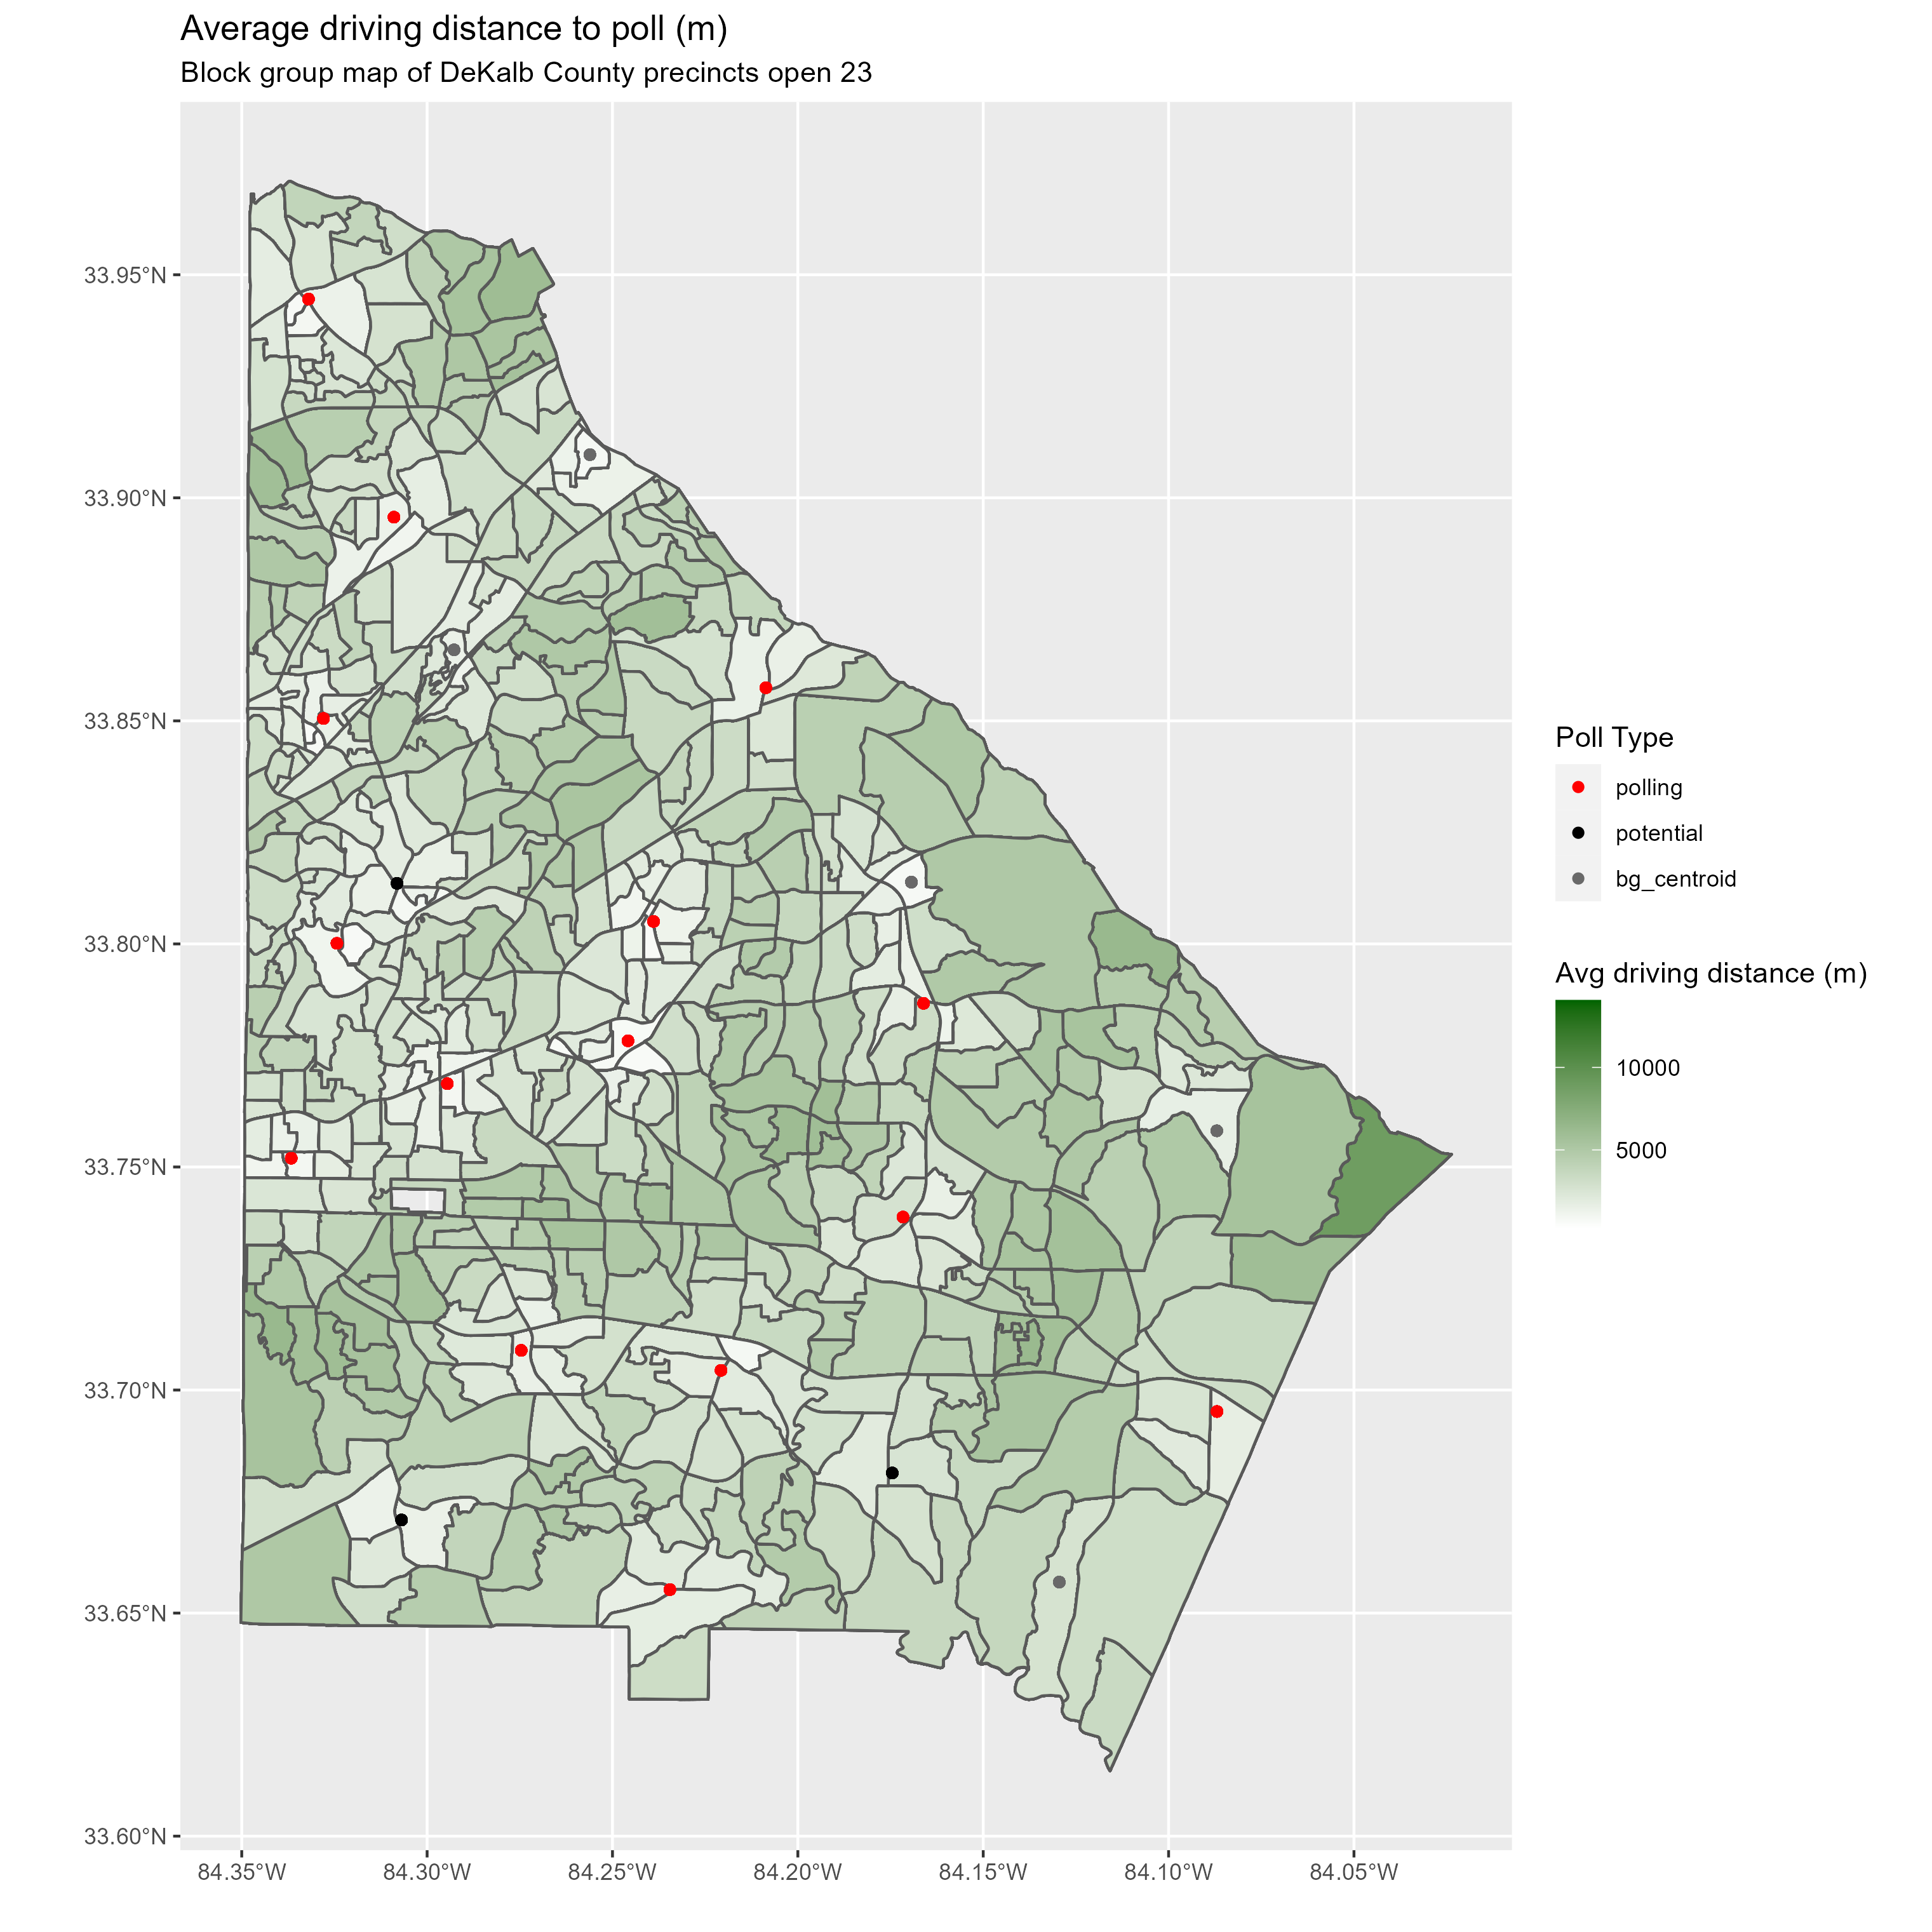 Average driving distance to poll (m)
Block group map of DeKalb County precincts open 23
33.95°N
33.90°N
33.85°N
33.80°N
33.75°N
33.70°N
33.65°N
33.60°N
84.35°W 84.30°W 84.25°W 84.20°W 84.15°W 84.10°W 84.05°W
Poll Type
polling
potential
bg_centroid
Avg driving distance (m)
10000
5000